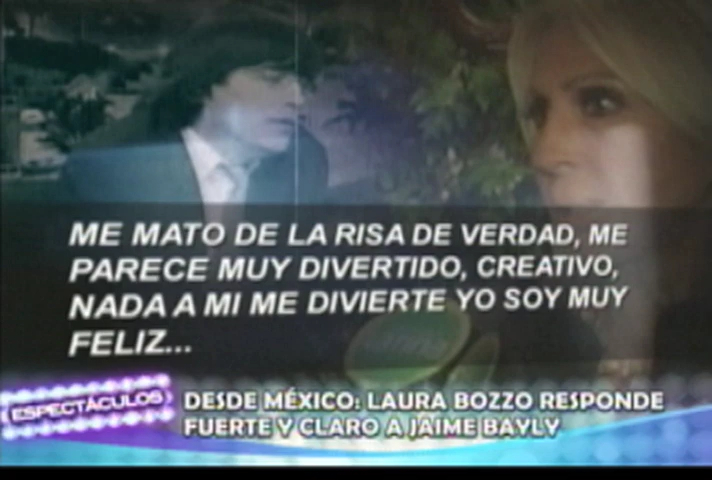 ME MATO DE LA RISA DE VERDAD, ME
PARECE MUY DIVERTIDO, CREATIVO,
NADA A MI ME DIVIERTE YO SOY MUY
FELIZ...
ESPECTÁCULOS
DESDE MÉXICO: LAURA BOZZO RESPONDE
FUERTE Y CLARO A JAIME BAYLY